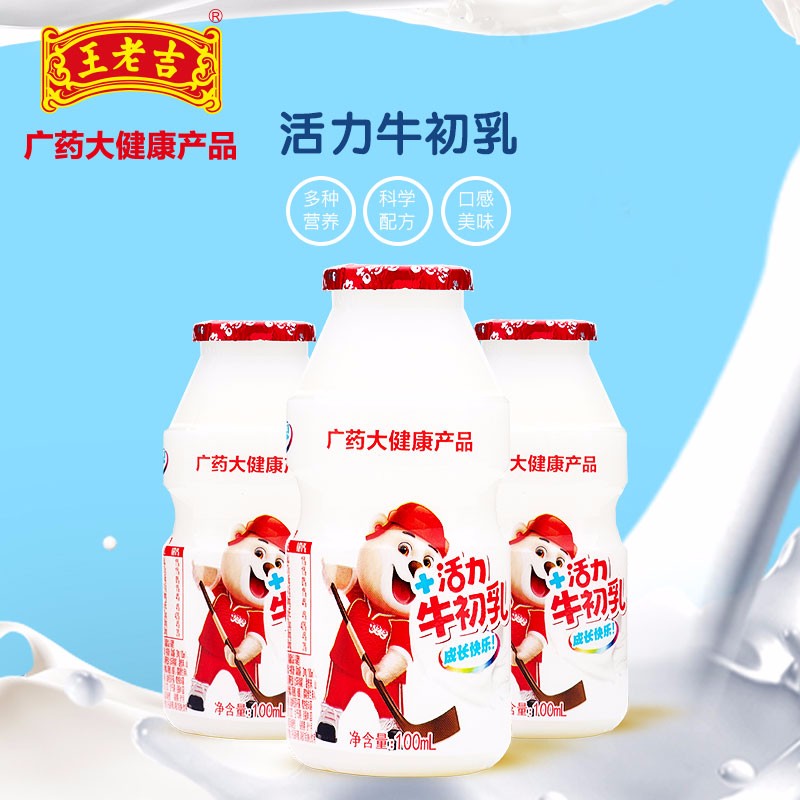 王老吉
®
广药大健康产品
活力牛初乳
多种
营养
科学
配方
口感
美味
广药大健康产品
活力
牛初乳
成长快乐!
净含量:100mL
广药大健康产品
净含量:100mL
大健康产品
活力
牛初乳
成长快乐!
100mL